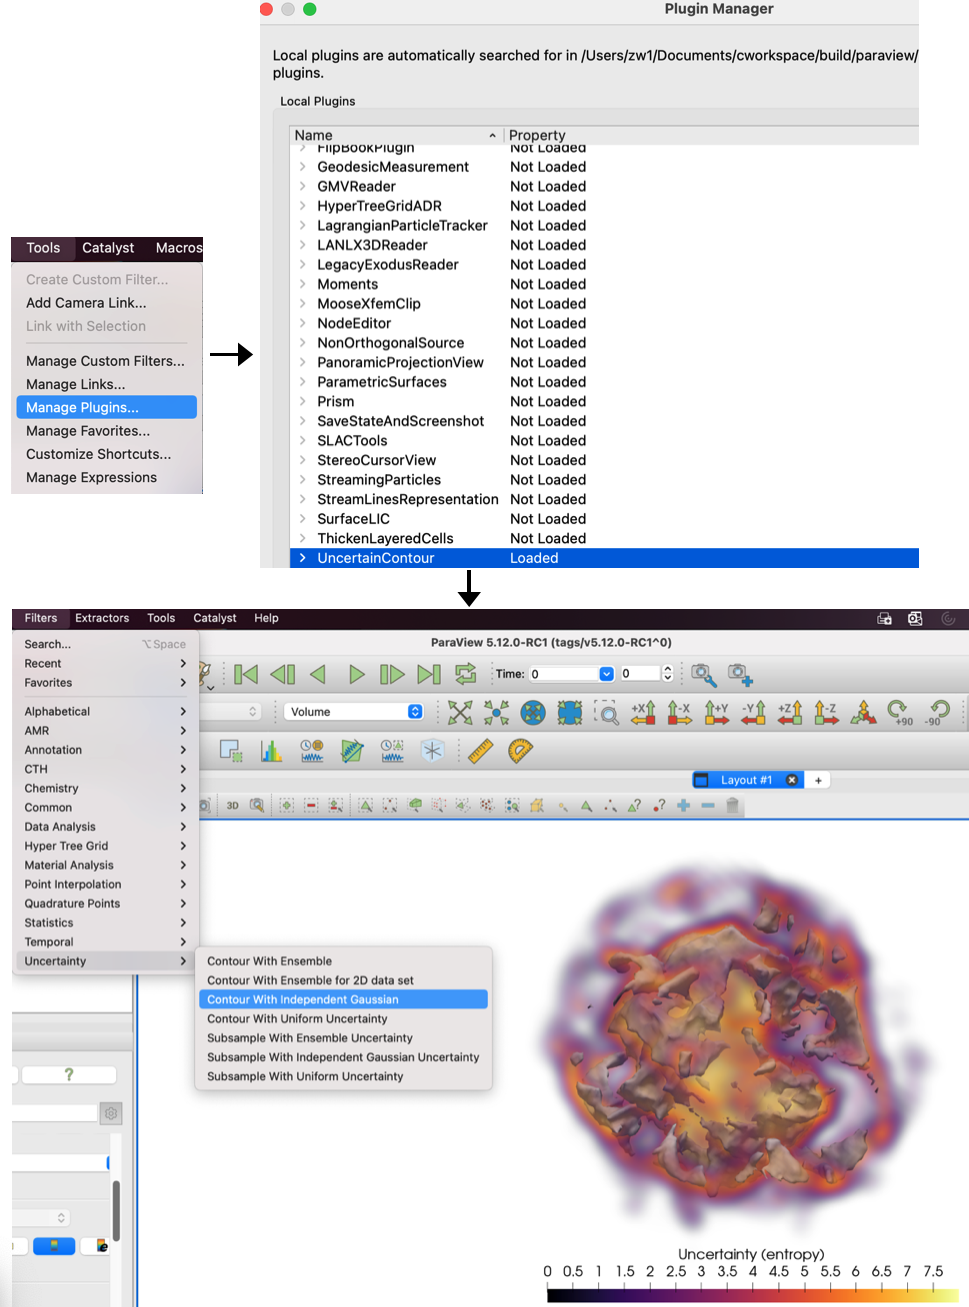 Plugin Manager
Local plugins are automatically searched for in /Users/zw1/Documents/cworkspace/build/paraview/
plugins.
Local Plugins
Name Property
FlipBookPlugin Not Loaded
GeodesicMeasurement Not Loaded
GMVReader Not Loaded
HyperTreeGridADR Not Loaded
LagrangianParticleTracker Not Loaded
LANLX3DReader Not Loaded
LegacyExodusReader Not Loaded
Moments Not Loaded
MooseXfemClip Not Loaded
NodeEditor Not Loaded
NonOrthogonalSource Not Loaded
PanoramicProjectionView Not Loaded
ParametricSurfaces Not Loaded
Prism Not Loaded
SaveStateAndScreenshot Not Loaded
SLACTools Not Loaded
StereoCursorView Not Loaded
StreamingParticles Not Loaded
StreamLinesRepresentation Not Loaded
SurfaceLIC Not Loaded
ThickenLayeredCells Not Loaded
UncertainContour Loaded
Tools Catalyst Macros
Create Custom Filter...
Add Camera Link...
Link with Selection
Manage Custom Filters...
Manage Links...
Manage Plugins...
Manage Favorites...
Customize Shortcuts...
Manage Expressions
Filters Extractors Tools Catalyst Help
ParaView 5.12.0-RC1 (tags/v5.12.0-RC1^0)
Search... ⌥Space
Recent
Favorites
Alphabetical
AMR
Annotation
CTH
Chemistry
Common
Data Analysis
Hyper Tree Grid
Material Analysis
Point Interpolation
Quadrature Points
Statistics
Temporal
Uncertainty
Time: 0 0
Volume
+X -X +Y -Y +Z -Z +90 -90
Layout #1 +
3D
Contour With Ensemble
Contour With Ensemble for 2D data set
Contour With Independent Gaussian
Contour With Uniform Uncertainty
Subsample With Ensemble Uncertainty
Subsample With Independent Gaussian Uncertainty
Subsample With Uniform Uncertainty
?
e
Uncertainty (entropy)
0 0.5 1 1.5 2 2.5 3 3.5 4 4.5 5 5.5 6 6.5 7 7.5